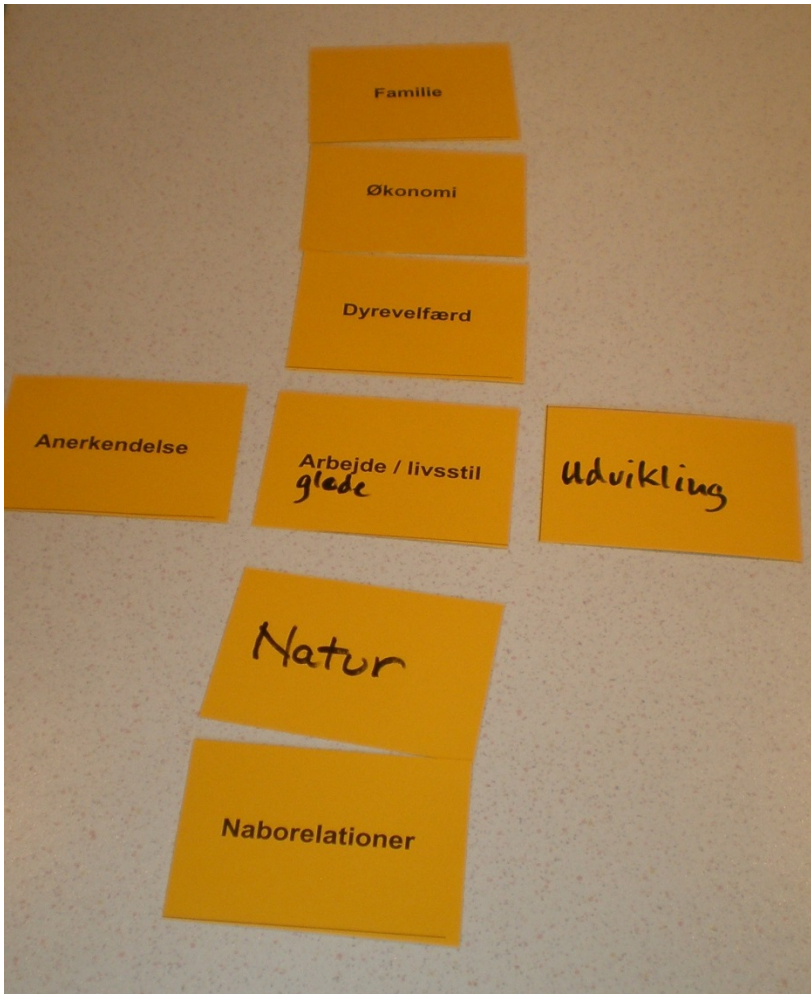 Familie
Økonomi
Dyrevelfærd
Anerkendelse
Arbejde / livsstil
glæde
Udvikling
Natur
Naborelationer